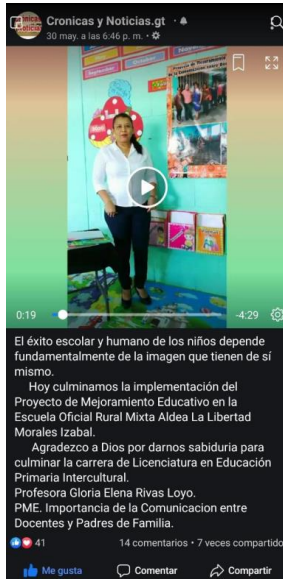 Cronicas y Noticias.gt
30 may. a las 6:46 p. m.
0:19
-4:29
El éxito escolar y humano de los niños depende
fundamentalmente de la imagen que tienen de sí
mismo.
Hoy culminamos la implementación del
Proyecto de Mejoramiento Educativo en la
Escuela Oficial Rural Mixta Aldea La Libertad
Morales Izabal.
Agradezco a Dios por darnos sabiduria para
culminar la carrera de Licenciatura en Educación
Primaria Intercultural.
Profesora Gloria Elena Rivas Loyo.
PME. Importancia de la Comunicacion entre
Docentes y Padres de Familia.
41
14 comentarios • 7 veces compartido
Me gusta
Comentar
Compartir